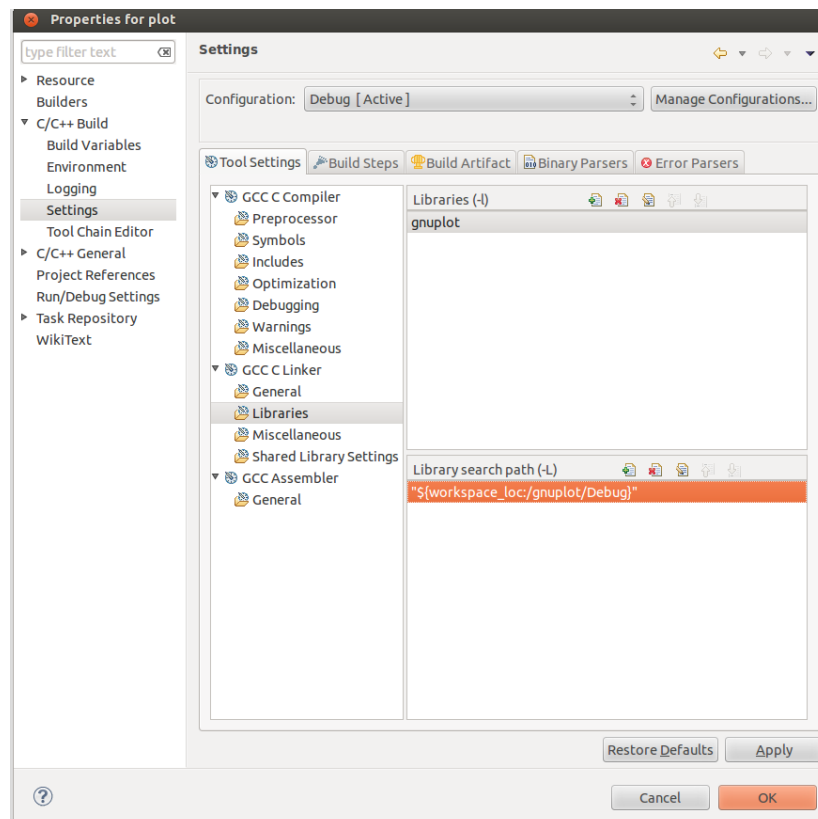 Properties for plot
type filter text
Resource
Builders
C/C++ Build
Build Variables
Environment
Logging
Settings
Tool Chain Editor
C/C++ General
Project References
Run/Debug Settings
Task Repository
WikiText
Settings
Configuration: Debug [ Active ] Manage Configurations...
Tool Settings Build Steps Build Artifact Binary Parsers Error Parsers
GCC C Compiler
Preprocessor
Symbols
Includes
Optimization
Debugging
Warnings
Miscellaneous
GCC C Linker
General
Libraries
Miscellaneous
Shared Library Settings
GCC Assembler
General
Libraries (-l)
gnuplot
Library search path (-L)
"${workspace_loc:/gnuplot/Debug}"
Restore Defaults Apply
? Cancel OK